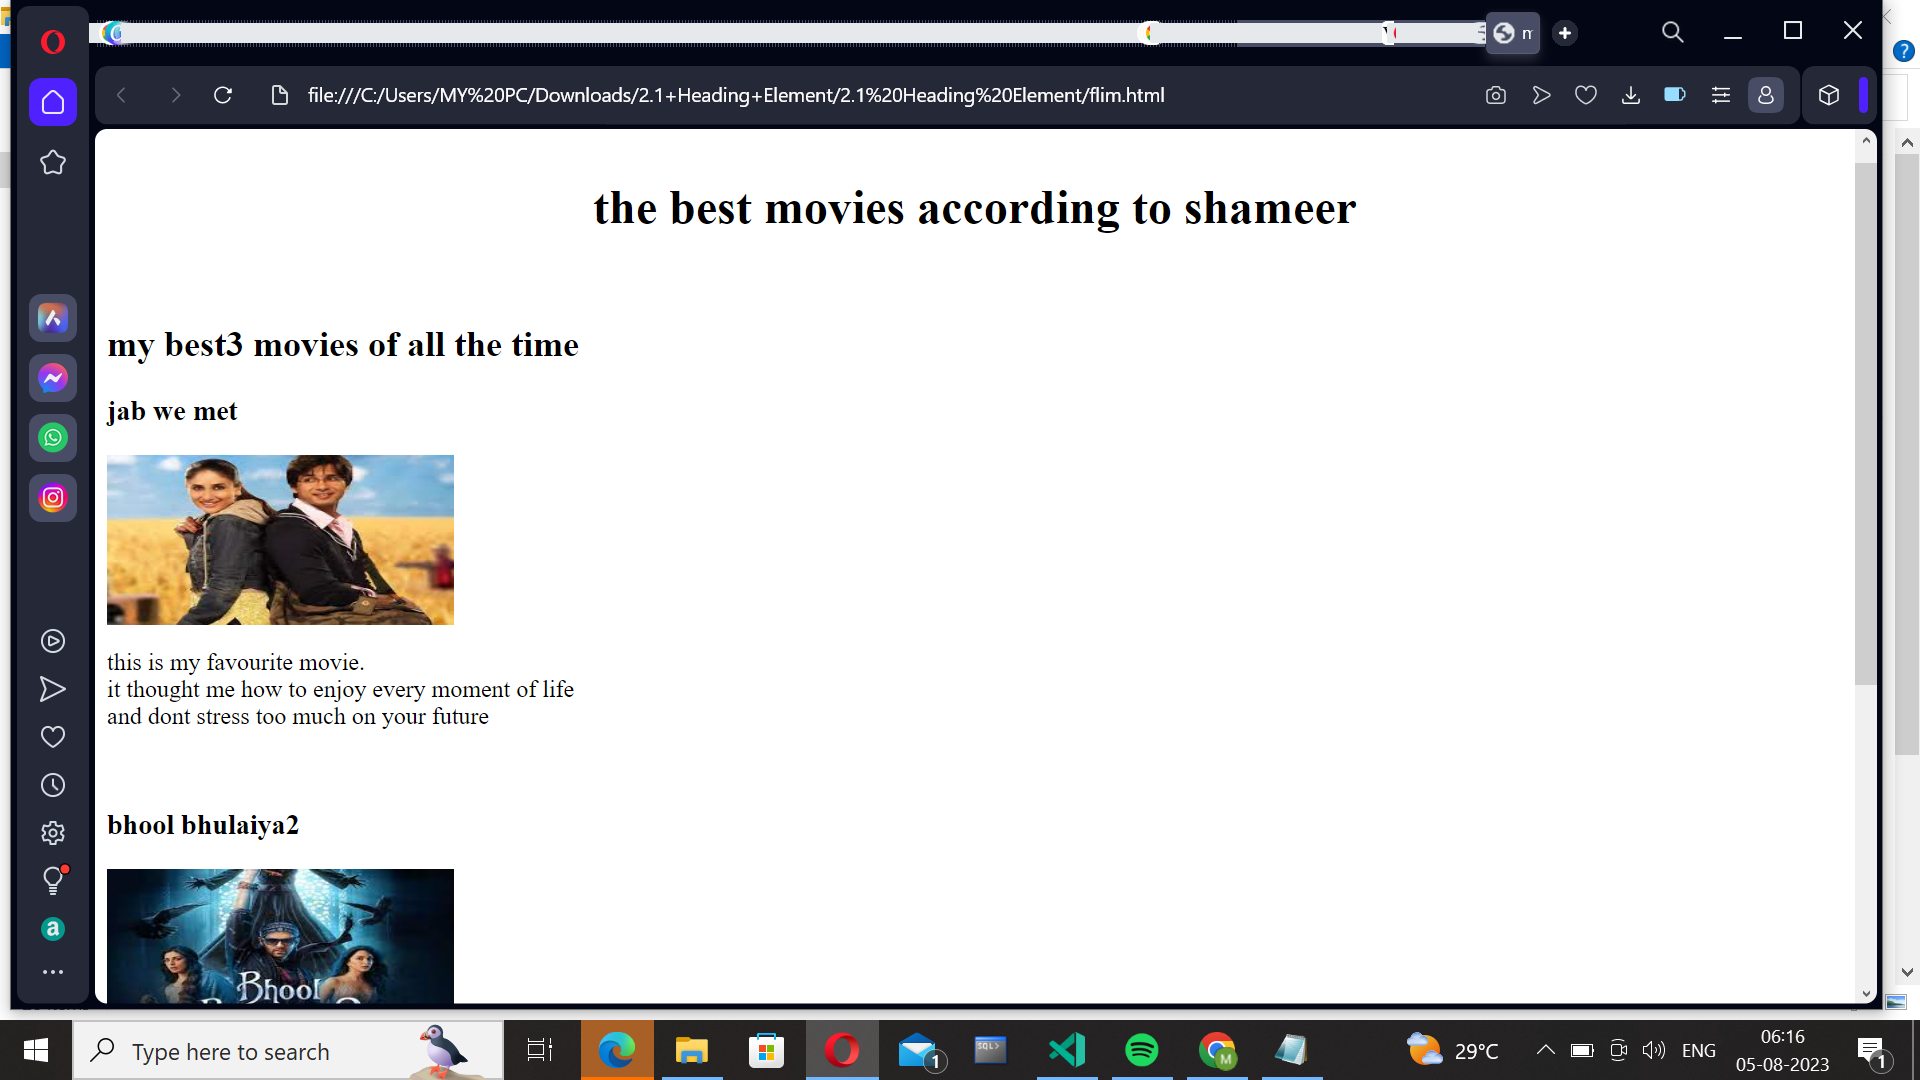 m
file:///C:/Users/MY%20PC/Downloads/2.1+Heading+Element/2.1%20Heading%20Element/flim.html
the best movies according to shameer
my best3 movies of all the time
jab we met
this is my favourite movie.
it thought me how to enjoy every moment of life
and dont stress too much on your future
bhool bhulaiya2
Bhool
a
Type here to search
1
SQL>
M
29°C
ENG
06:16
05-08-2023
1